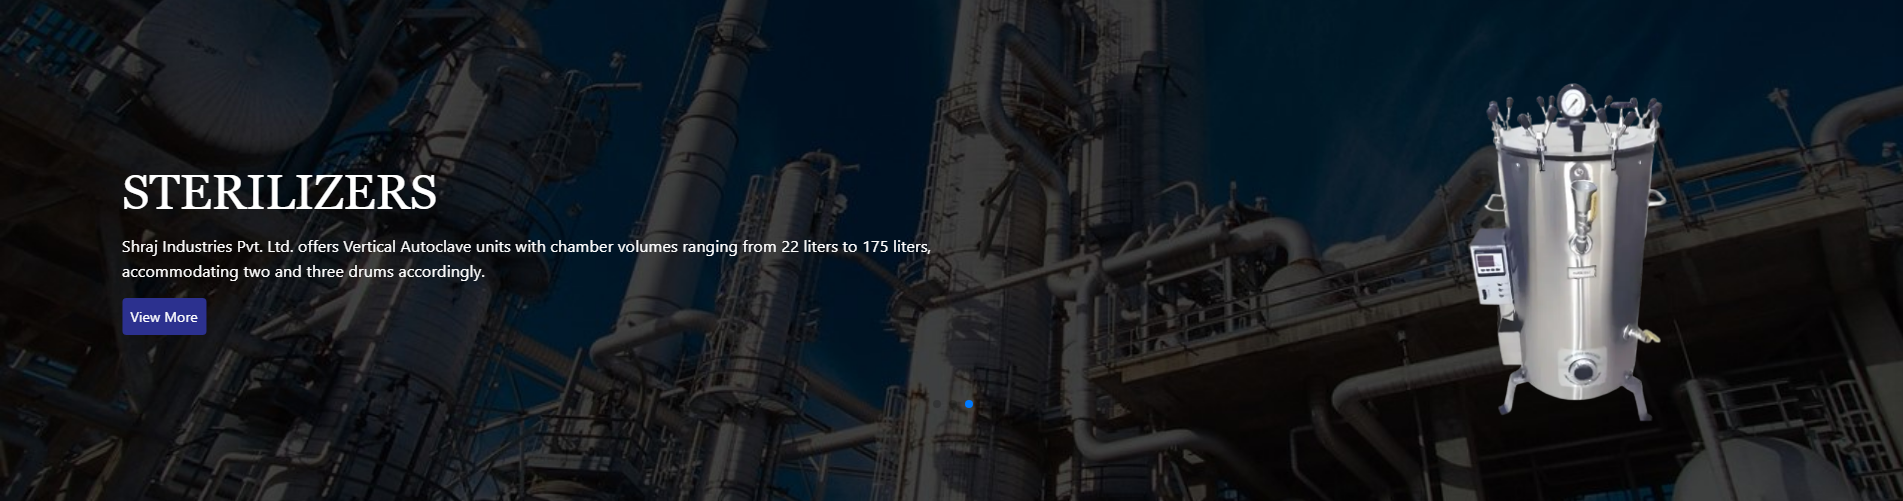 STERILIZERS
Shraj Industries Pvt. Ltd. offers Vertical Autoclave units with chamber volumes ranging from 22 liters to 175 liters,
accommodating two and three drums accordingly.
View More